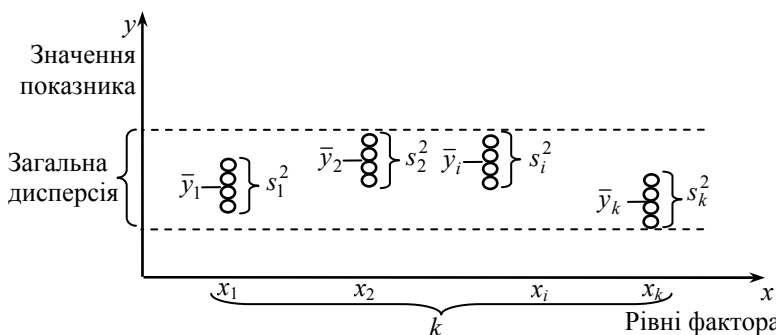 y
Значення
показника
Загальна
дисперсія
ȳ₁ s₁²
ȳ₂ s₂²
ȳᵢ sᵢ²
ȳₖ sₖ²
x₁ x₂ xᵢ xₖ x
k
Рівні фактора